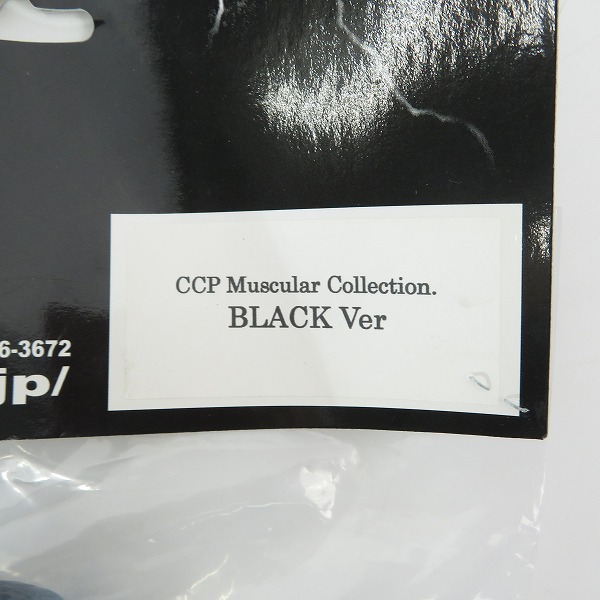 CCP Muscular Collection.
BLACK Ver
6-3672
jp/